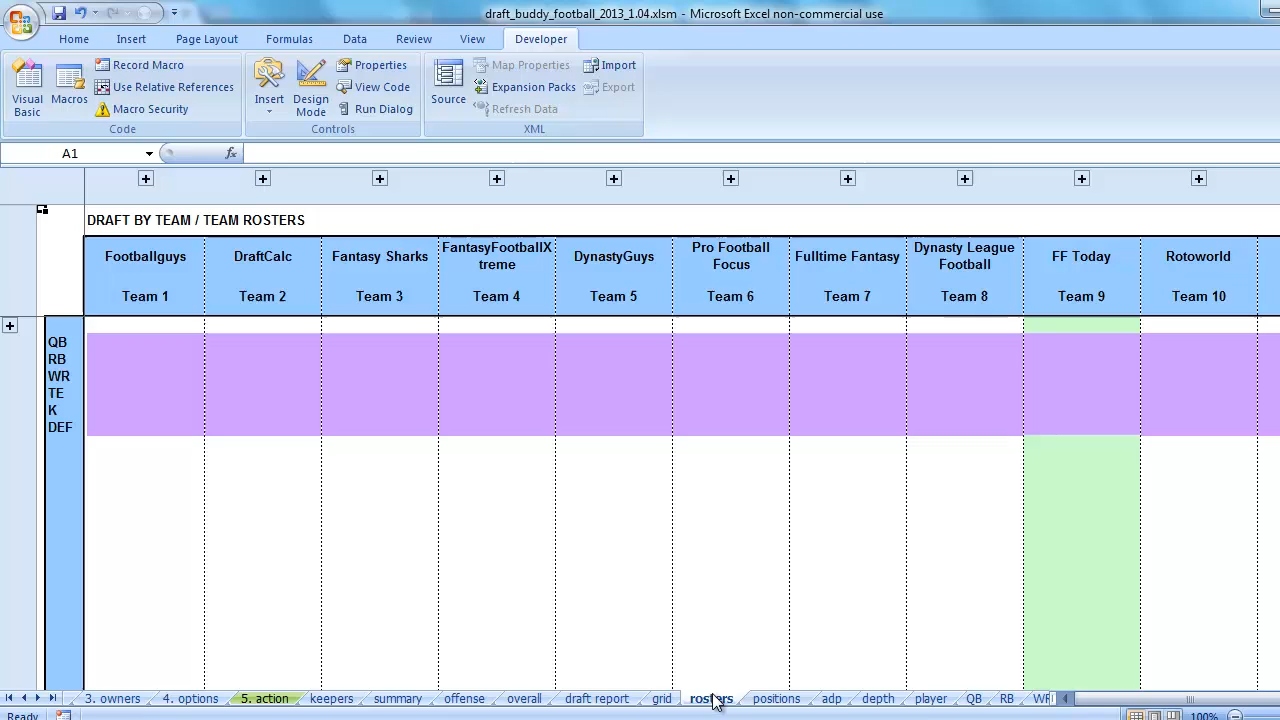 draft_buddy_football_2013_1.04.xlsm - Microsoft Excel non-commercial use
Home Insert Page Layout Formulas Data Review View Developer
Visual Basic
Macros
Record Macro
Use Relative References
Macro Security
Code
Insert
Design Mode
Properties
View Code
Run Dialog
Controls
Source
Map Properties
Expansion Packs
Refresh Data
Import
Export
XML
A1
fx
DRAFT BY TEAM / TEAM ROSTERS
Footballguys
Team 1
DraftCalc
Team 2
Fantasy Sharks
Team 3
FantasyFootballX
treme
Team 4
DynastyGuys
Team 5
Pro Football
Focus
Team 6
Fulltime Fantasy
Team 7
Dynasty League
Football
Team 8
FF Today
Team 9
Rotoworld
Team 10
QB
RB
WR
TE
K
DEF
3. owners 4. options 5. action keepers summary offense overall draft report grid rosters positions adp depth player QB RB WR
Ready 100%